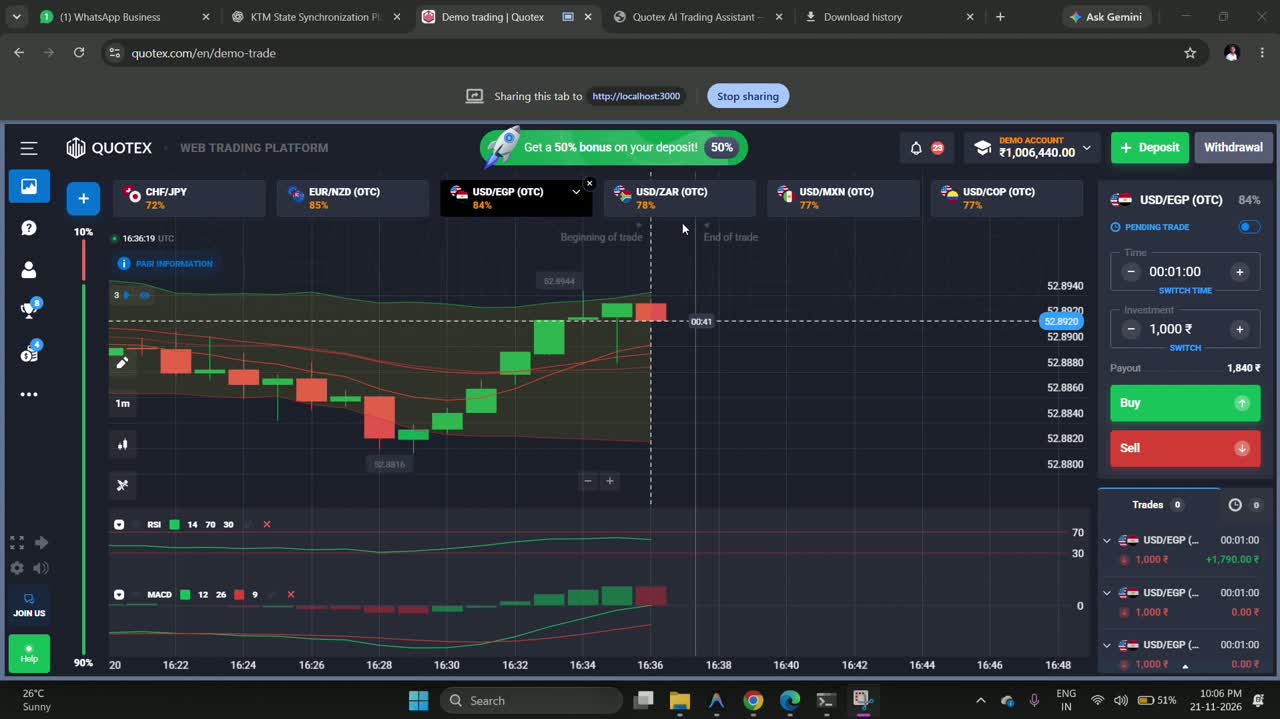 (1) WhatsApp Business
KTM State Synchronization Pl
Demo trading | Quotex
Quotex AI Trading Assistant –
Download history
Ask Gemini
quotex.com/en/demo-trade
Sharing this tab to http://localhost:3000 Stop sharing
QUOTEX WEB TRADING PLATFORM
Get a 50% bonus on your deposit! 50%
23
DEMO ACCOUNT
₹1,006,440.00
+ Deposit
Withdrawal
CHF/JPY
72%
EUR/NZD (OTC)
85%
USD/EGP (OTC)
84%
USD/ZAR (OTC)
78%
USD/MXN (OTC)
77%
USD/COP (OTC)
77%
10%
16:36:19 UTC
Beginning of trade
End of trade
PAIR INFORMATION
3
52.8944
52.8816
00:41
52.8940
52.8920
52.8920
52.8900
52.8880
52.8860
52.8840
52.8820
52.8800
1m
RSI 14 70 30
70
30
MACD 12 26 9
0
90%
20 16:22 16:24 16:26 16:28 16:30 16:32 16:34 16:36 16:38 16:40 16:42 16:44 16:46 16:48
8
4
JOIN US
Help
USD/EGP (OTC) 84%
PENDING TRADE
Time
00:01:00
SWITCH TIME
Investment
1,000 ₹
SWITCH
Payout 1,840 ₹
Buy
Sell
Trades 0 0
USD/EGP (... 00:01:00
1,000 ₹ +1,790.00 ₹
USD/EGP (... 00:01:00
1,000 ₹ 0.00 ₹
USD/EGP (... 00:01:00
1,000 ₹ 0.00 ₹
26°C
Sunny
Search
ENG
IN
51%
10:06 PM
21-11-2026